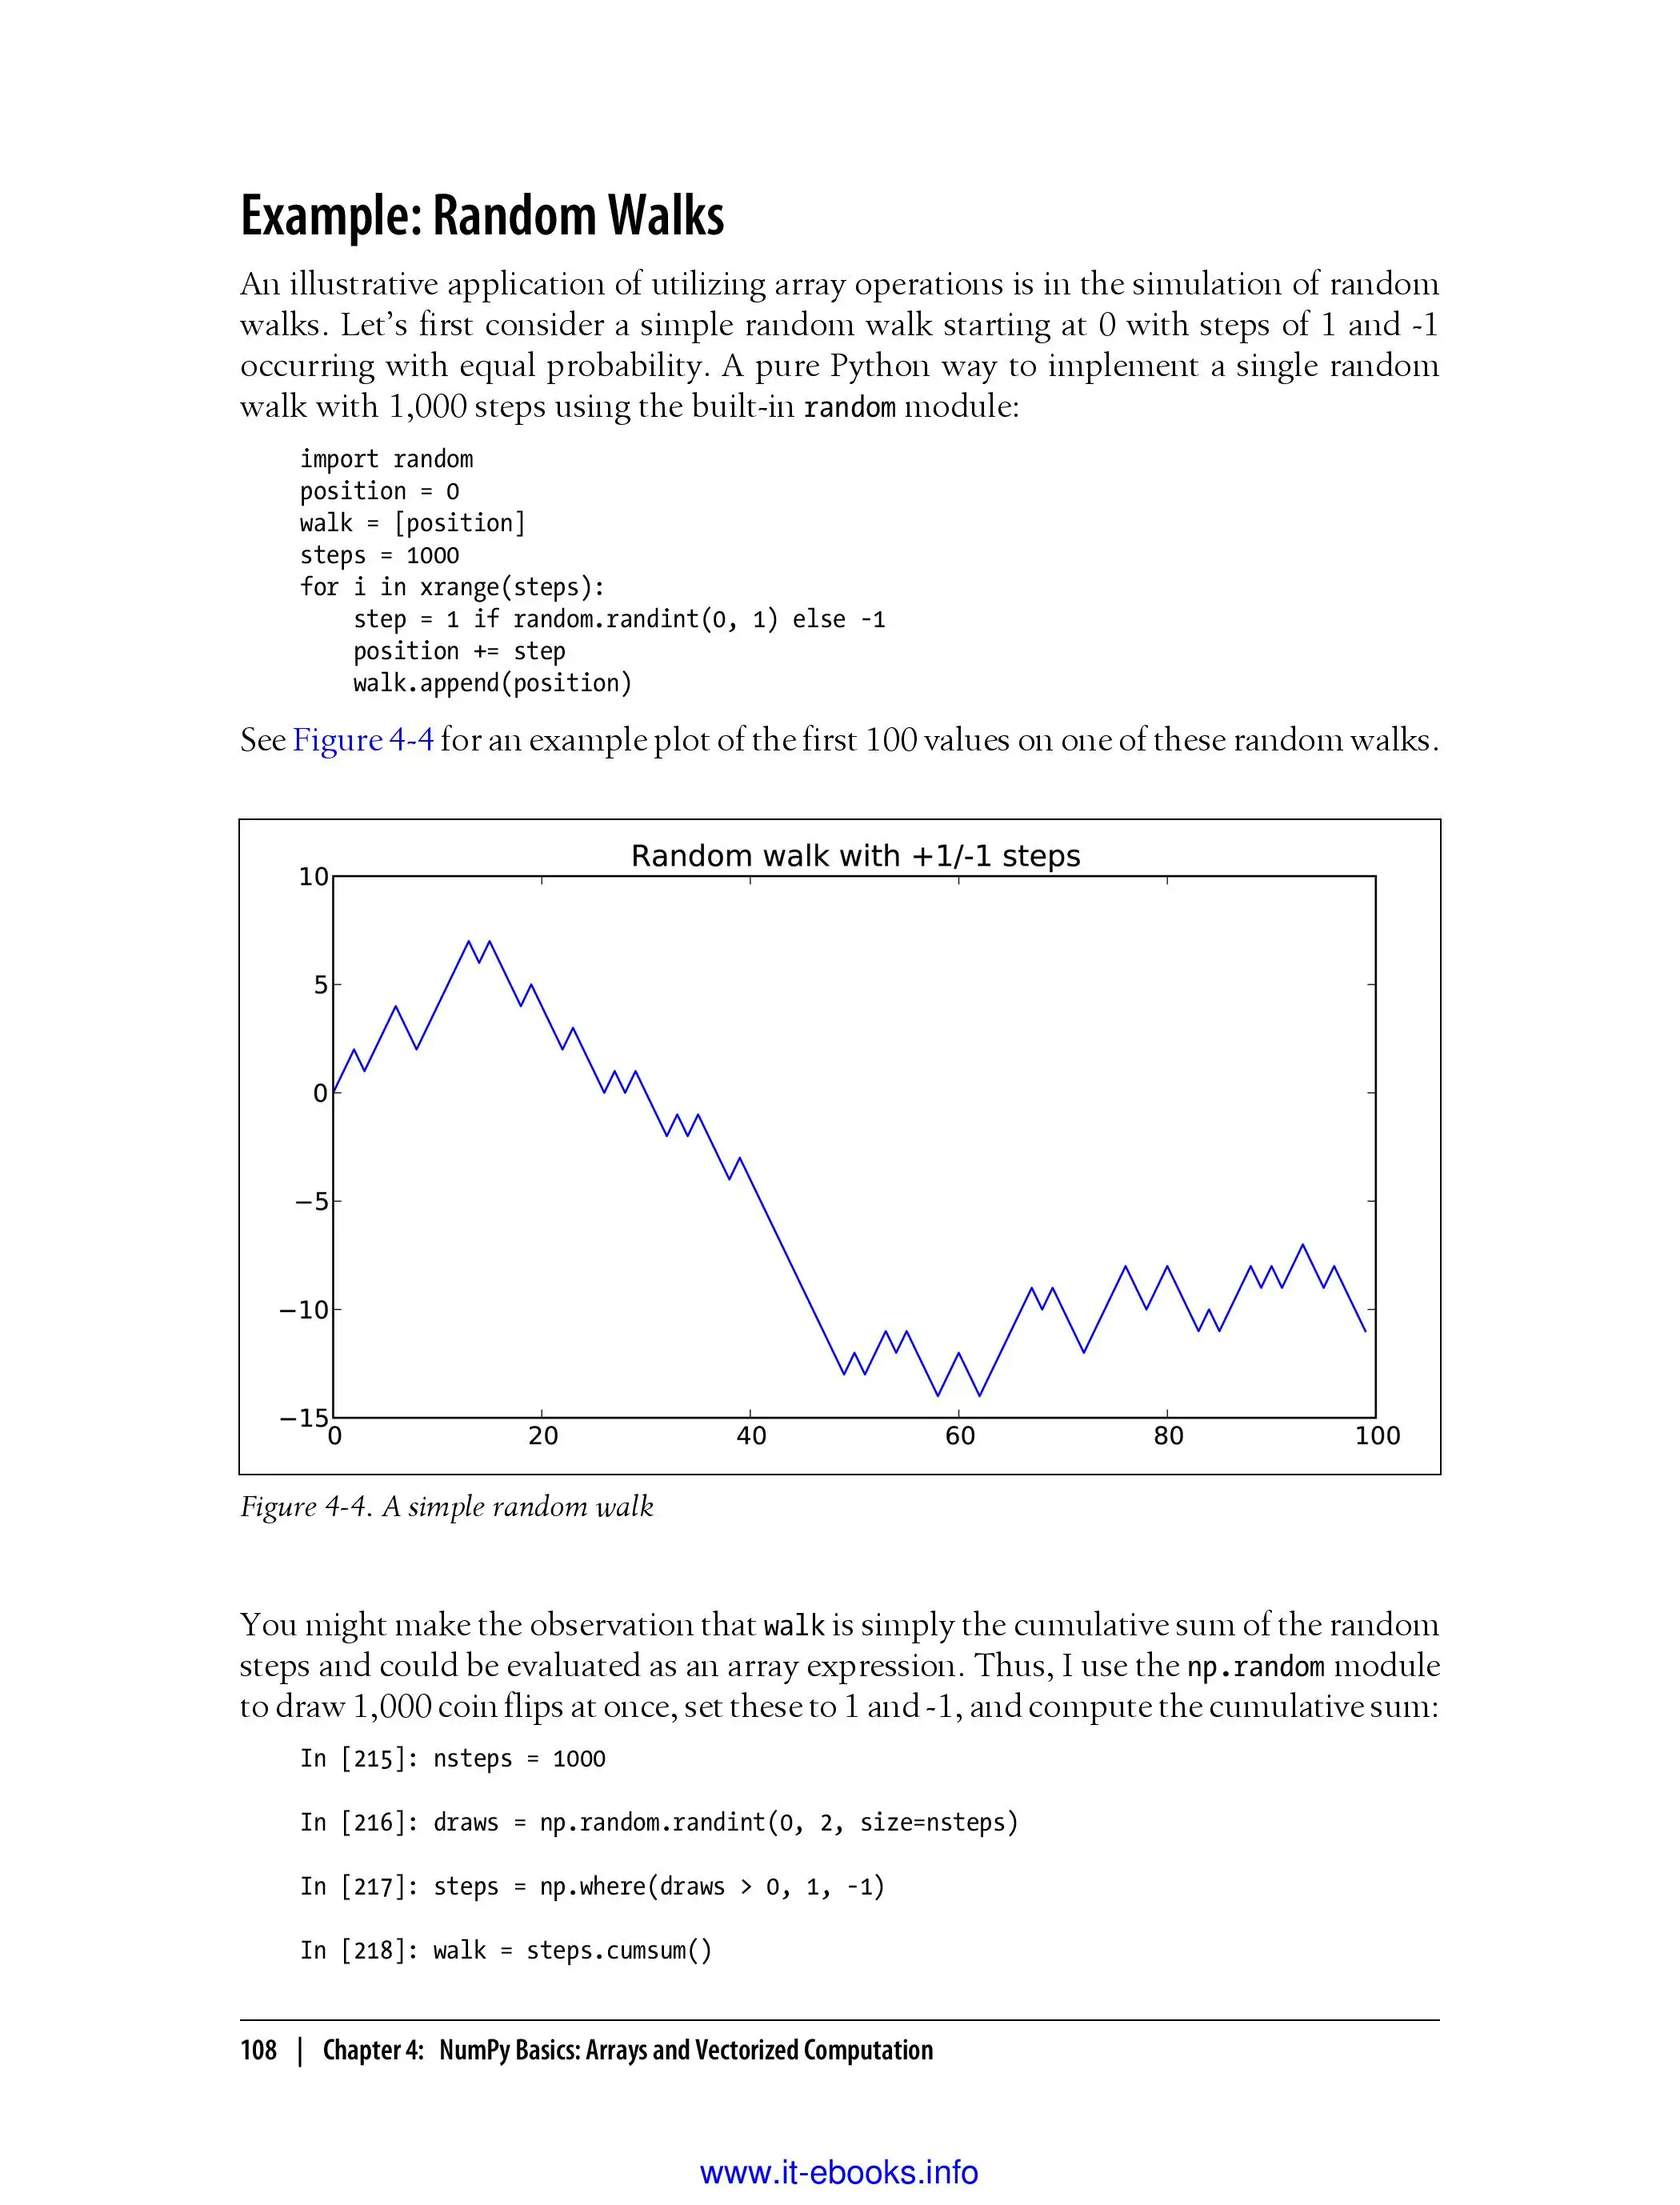 Example: Random Walks
An illustrative application of utilizing array operations is in the simulation of random
walks. Let’s first consider a simple random walk starting at 0 with steps of 1 and -1
occurring with equal probability. A pure Python way to implement a single random
walk with 1,000 steps using the built-in random module:
import random
position = 0
walk = [position]
steps = 1000
for i in xrange(steps):
    step = 1 if random.randint(0, 1) else -1
    position += step
    walk.append(position)
See Figure 4-4 for an example plot of the first 100 values on one of these random walks.
Random walk with +1/-1 steps
10
5
0
−5
−10
−15
0 20 40 60 80 100
Figure 4-4. A simple random walk
You might make the observation that walk is simply the cumulative sum of the random
steps and could be evaluated as an array expression. Thus, I use the np.random module
to draw 1,000 coin flips at once, set these to 1 and -1, and compute the cumulative sum:
In [215]: nsteps = 1000
In [216]: draws = np.random.randint(0, 2, size=nsteps)
In [217]: steps = np.where(draws > 0, 1, -1)
In [218]: walk = steps.cumsum()
108 | Chapter 4: NumPy Basics: Arrays and Vectorized Computation
www.it-ebooks.info